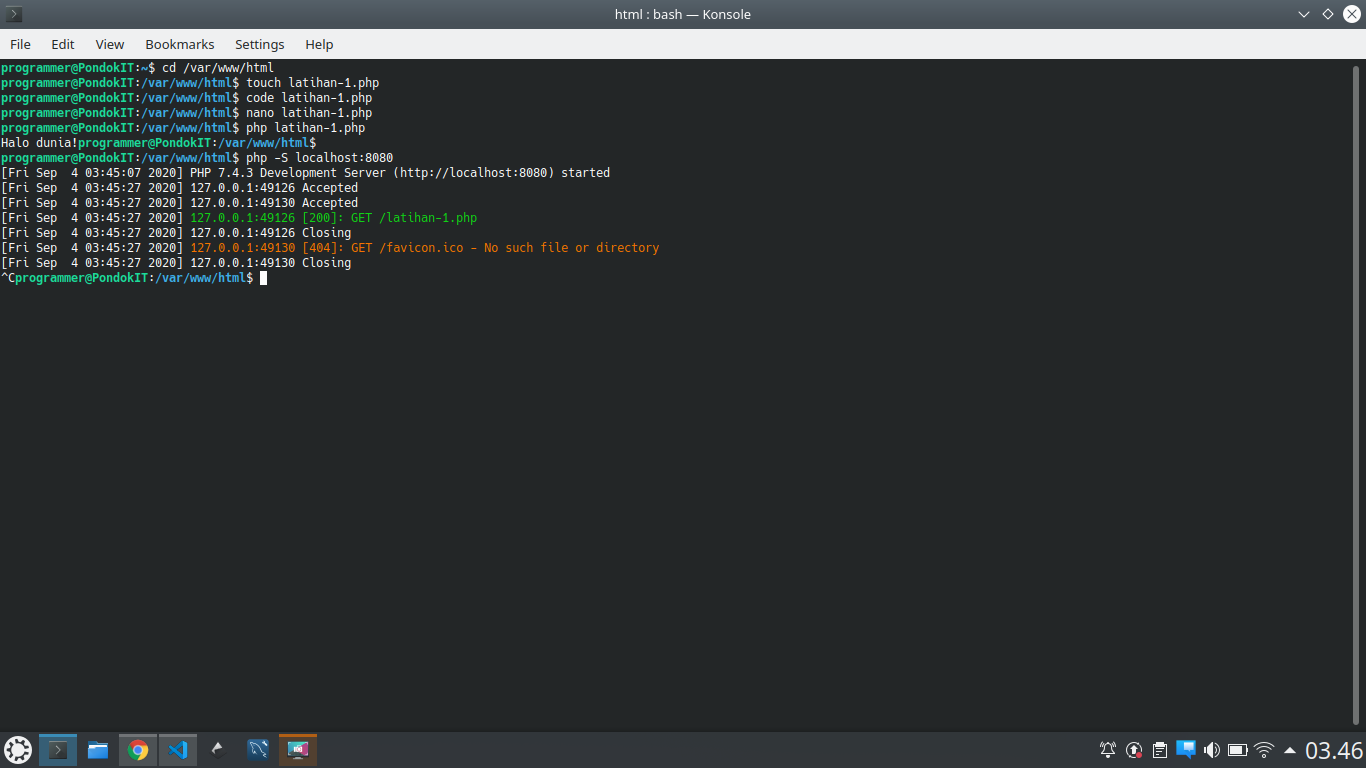 html : bash — Konsole
File Edit View Bookmarks Settings Help
programmer@PondokIT:~$ cd /var/www/html
programmer@PondokIT:/var/www/html$ touch latihan-1.php
programmer@PondokIT:/var/www/html$ code latihan-1.php
programmer@PondokIT:/var/www/html$ nano latihan-1.php
programmer@PondokIT:/var/www/html$ php latihan-1.php
Halo dunia!programmer@PondokIT:/var/www/html$
programmer@PondokIT:/var/www/html$ php -S localhost:8080
[Fri Sep  4 03:45:07 2020] PHP 7.4.3 Development Server (http://localhost:8080) started
[Fri Sep  4 03:45:27 2020] 127.0.0.1:49126 Accepted
[Fri Sep  4 03:45:27 2020] 127.0.0.1:49130 Accepted
[Fri Sep  4 03:45:27 2020] 127.0.0.1:49126 [200]: GET /latihan-1.php
[Fri Sep  4 03:45:27 2020] 127.0.0.1:49126 Closing
[Fri Sep  4 03:45:27 2020] 127.0.0.1:49130 [404]: GET /favicon.ico - No such file or directory
[Fri Sep  4 03:45:27 2020] 127.0.0.1:49130 Closing
^Cprogrammer@PondokIT:/var/www/html$
03.46